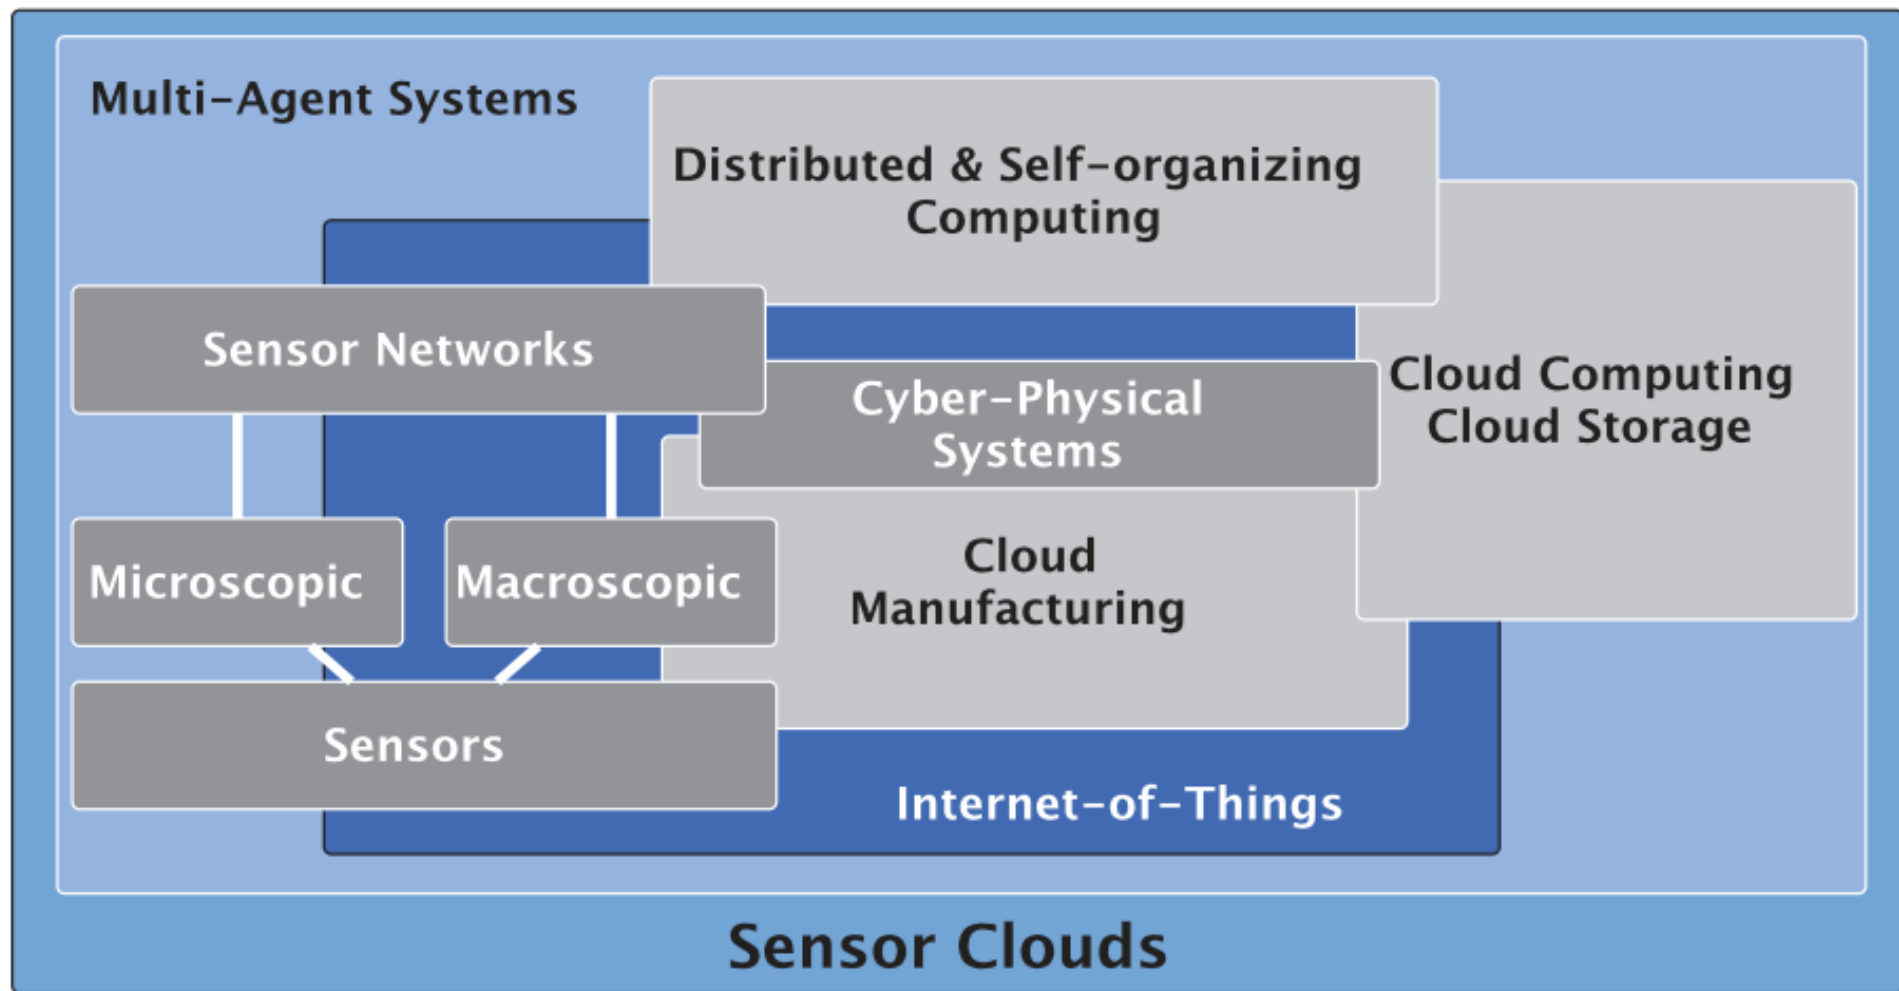 Multi-Agent Systems
Distributed & Self-organizing
Computing
Sensor Networks
Cyber-Physical
Systems
Cloud Computing
Cloud Storage
Microscopic
Macroscopic
Cloud
Manufacturing
Sensors
Internet-of-Things
Sensor Clouds